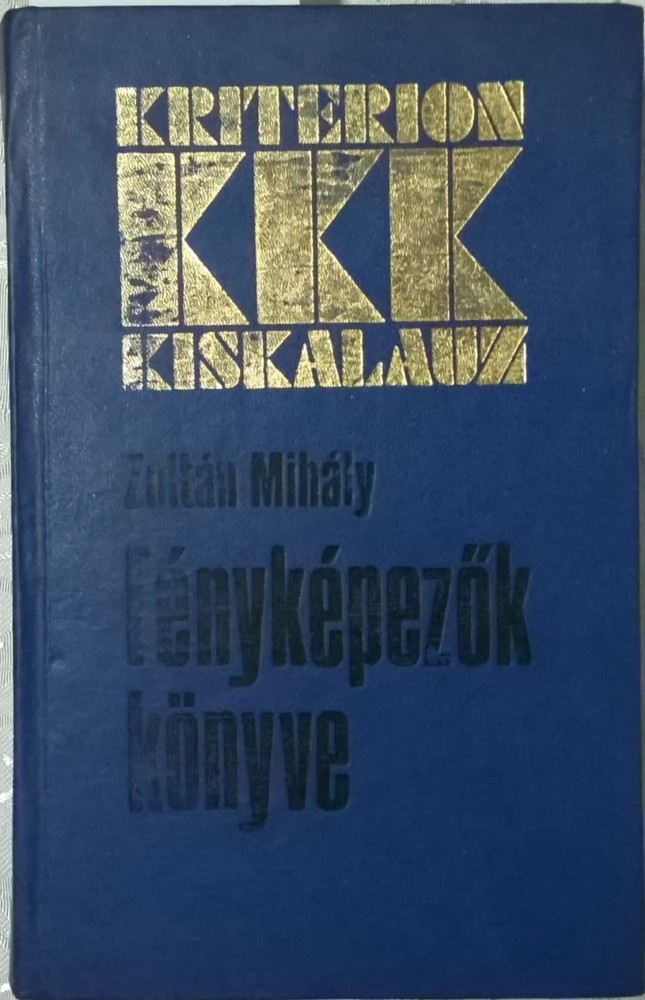 KRITERION
KKK
KISKALAUZ
Zoltán Mihály
Fényképezők
könyve